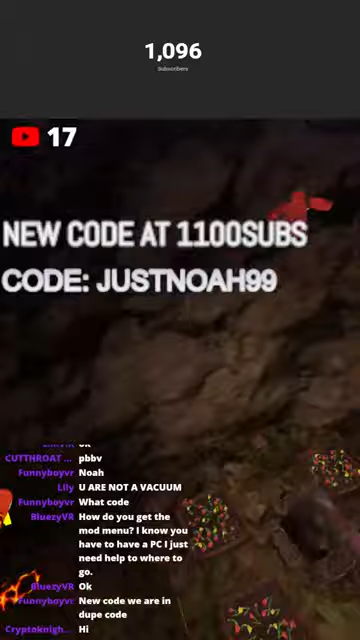 1,096
Subscribers
17
NEW CODE AT 1100SUBS
CODE: JUSTNOAH99
ok
CUTTHROAT ... pbbv
Funnyboyvr Noah
Lily U ARE NOT A VACUUM
Funnyboyvr What code
BluezyVR How do you get the
mod menu? I know you
have to have a PC I just
need help to where to
go.
BluezyVR Ok
Funnyboyvr New code we are in
dupe code
Cryptoknigh... Hi